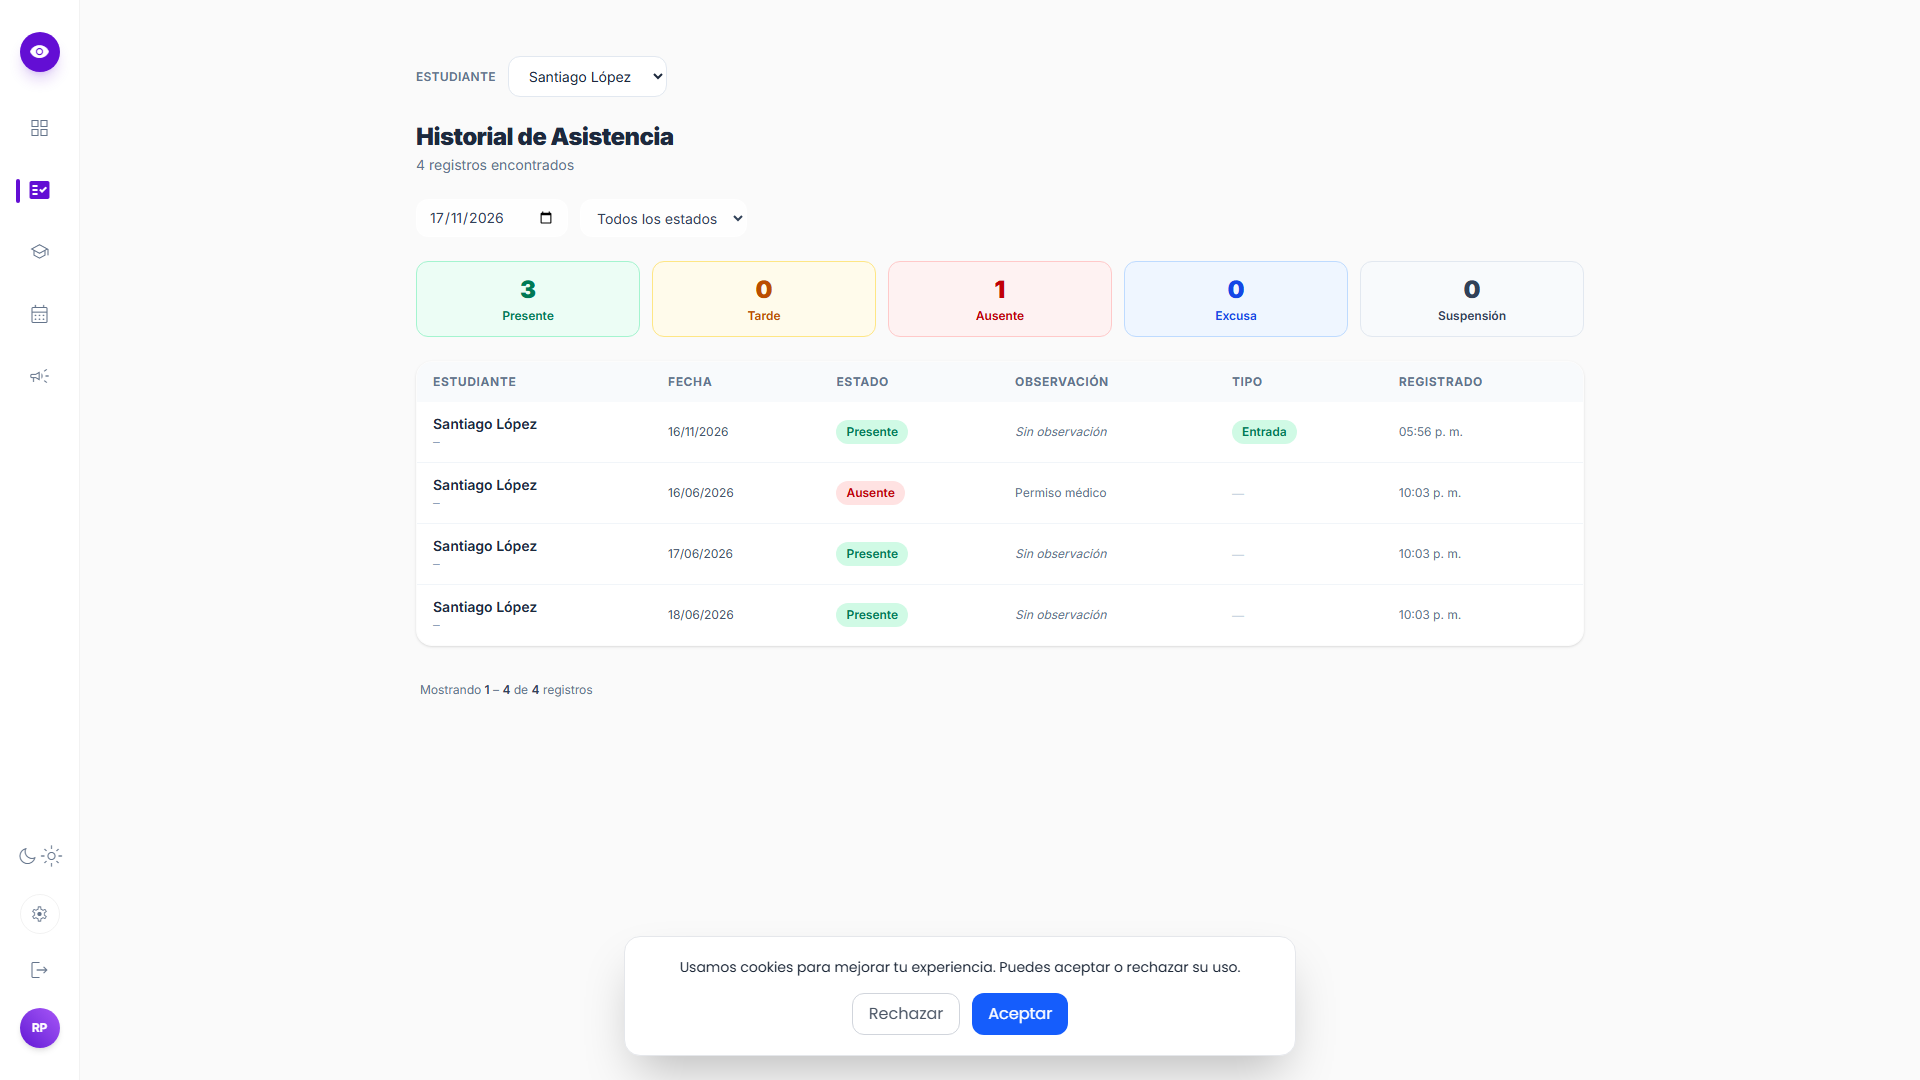 ESTUDIANTE Santiago López
Historial de Asistencia
4 registros encontrados
17/11/2026 Todos los estados
3 0 1 0 0
Presente Tarde Ausente Excusa Suspensión
ESTUDIANTE FECHA ESTADO OBSERVACIÓN TIPO REGISTRADO
Santiago López
–
16/11/2026 Presente Sin observación Entrada 05:56 p. m.
Santiago López
–
16/06/2026 Ausente Permiso médico — 10:03 p. m.
Santiago López
–
17/06/2026 Presente Sin observación — 10:03 p. m.
Santiago López
–
18/06/2026 Presente Sin observación — 10:03 p. m.
Mostrando 1 – 4 de 4 registros
Usamos cookies para mejorar tu experiencia. Puedes aceptar o rechazar su uso.
Rechazar Aceptar
RP